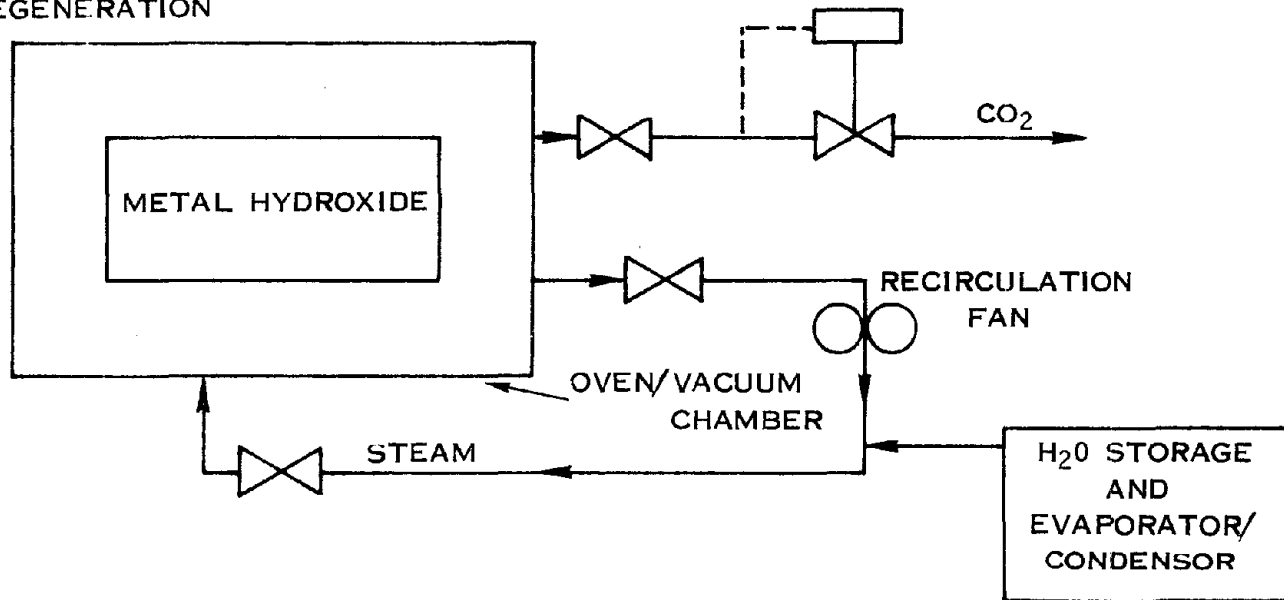 EGENERATION
METAL HYDROXIDE
CO₂
RECIRCULATION
FAN
OVEN/VACUUM
CHAMBER
STEAM
H₂0 STORAGE
AND
EVAPORATOR/
CONDENSOR